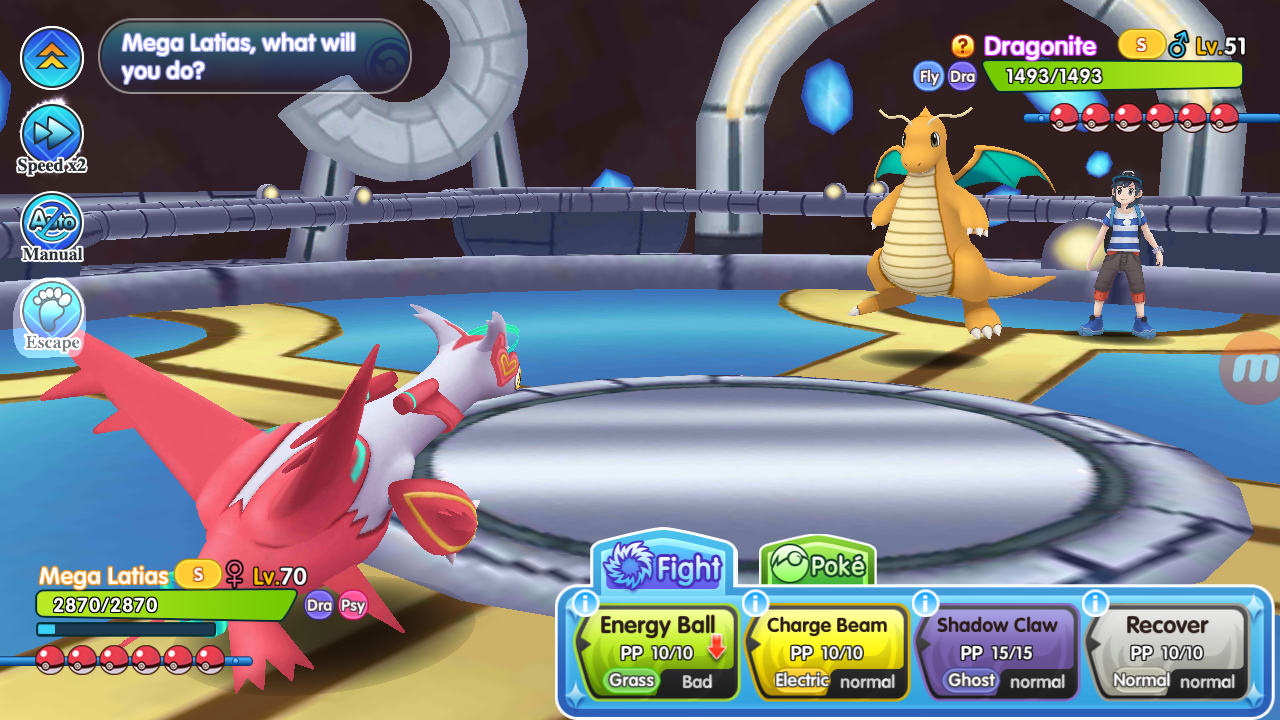 Mega Latias, what will
you do?
Speed x2
Auto
Manual
Escape
? Dragonite S ♂ Lv.51
Fly Dra 1493/1493
m
Mega Latias S ♀ Lv.70
2870/2870 Dra Psy
Fight Poké
i i i i
Energy Ball Charge Beam Shadow Claw Recover
PP 10/10 PP 10/10 PP 15/15 PP 10/10
Grass Bad Electric normal Ghost normal Normal normal